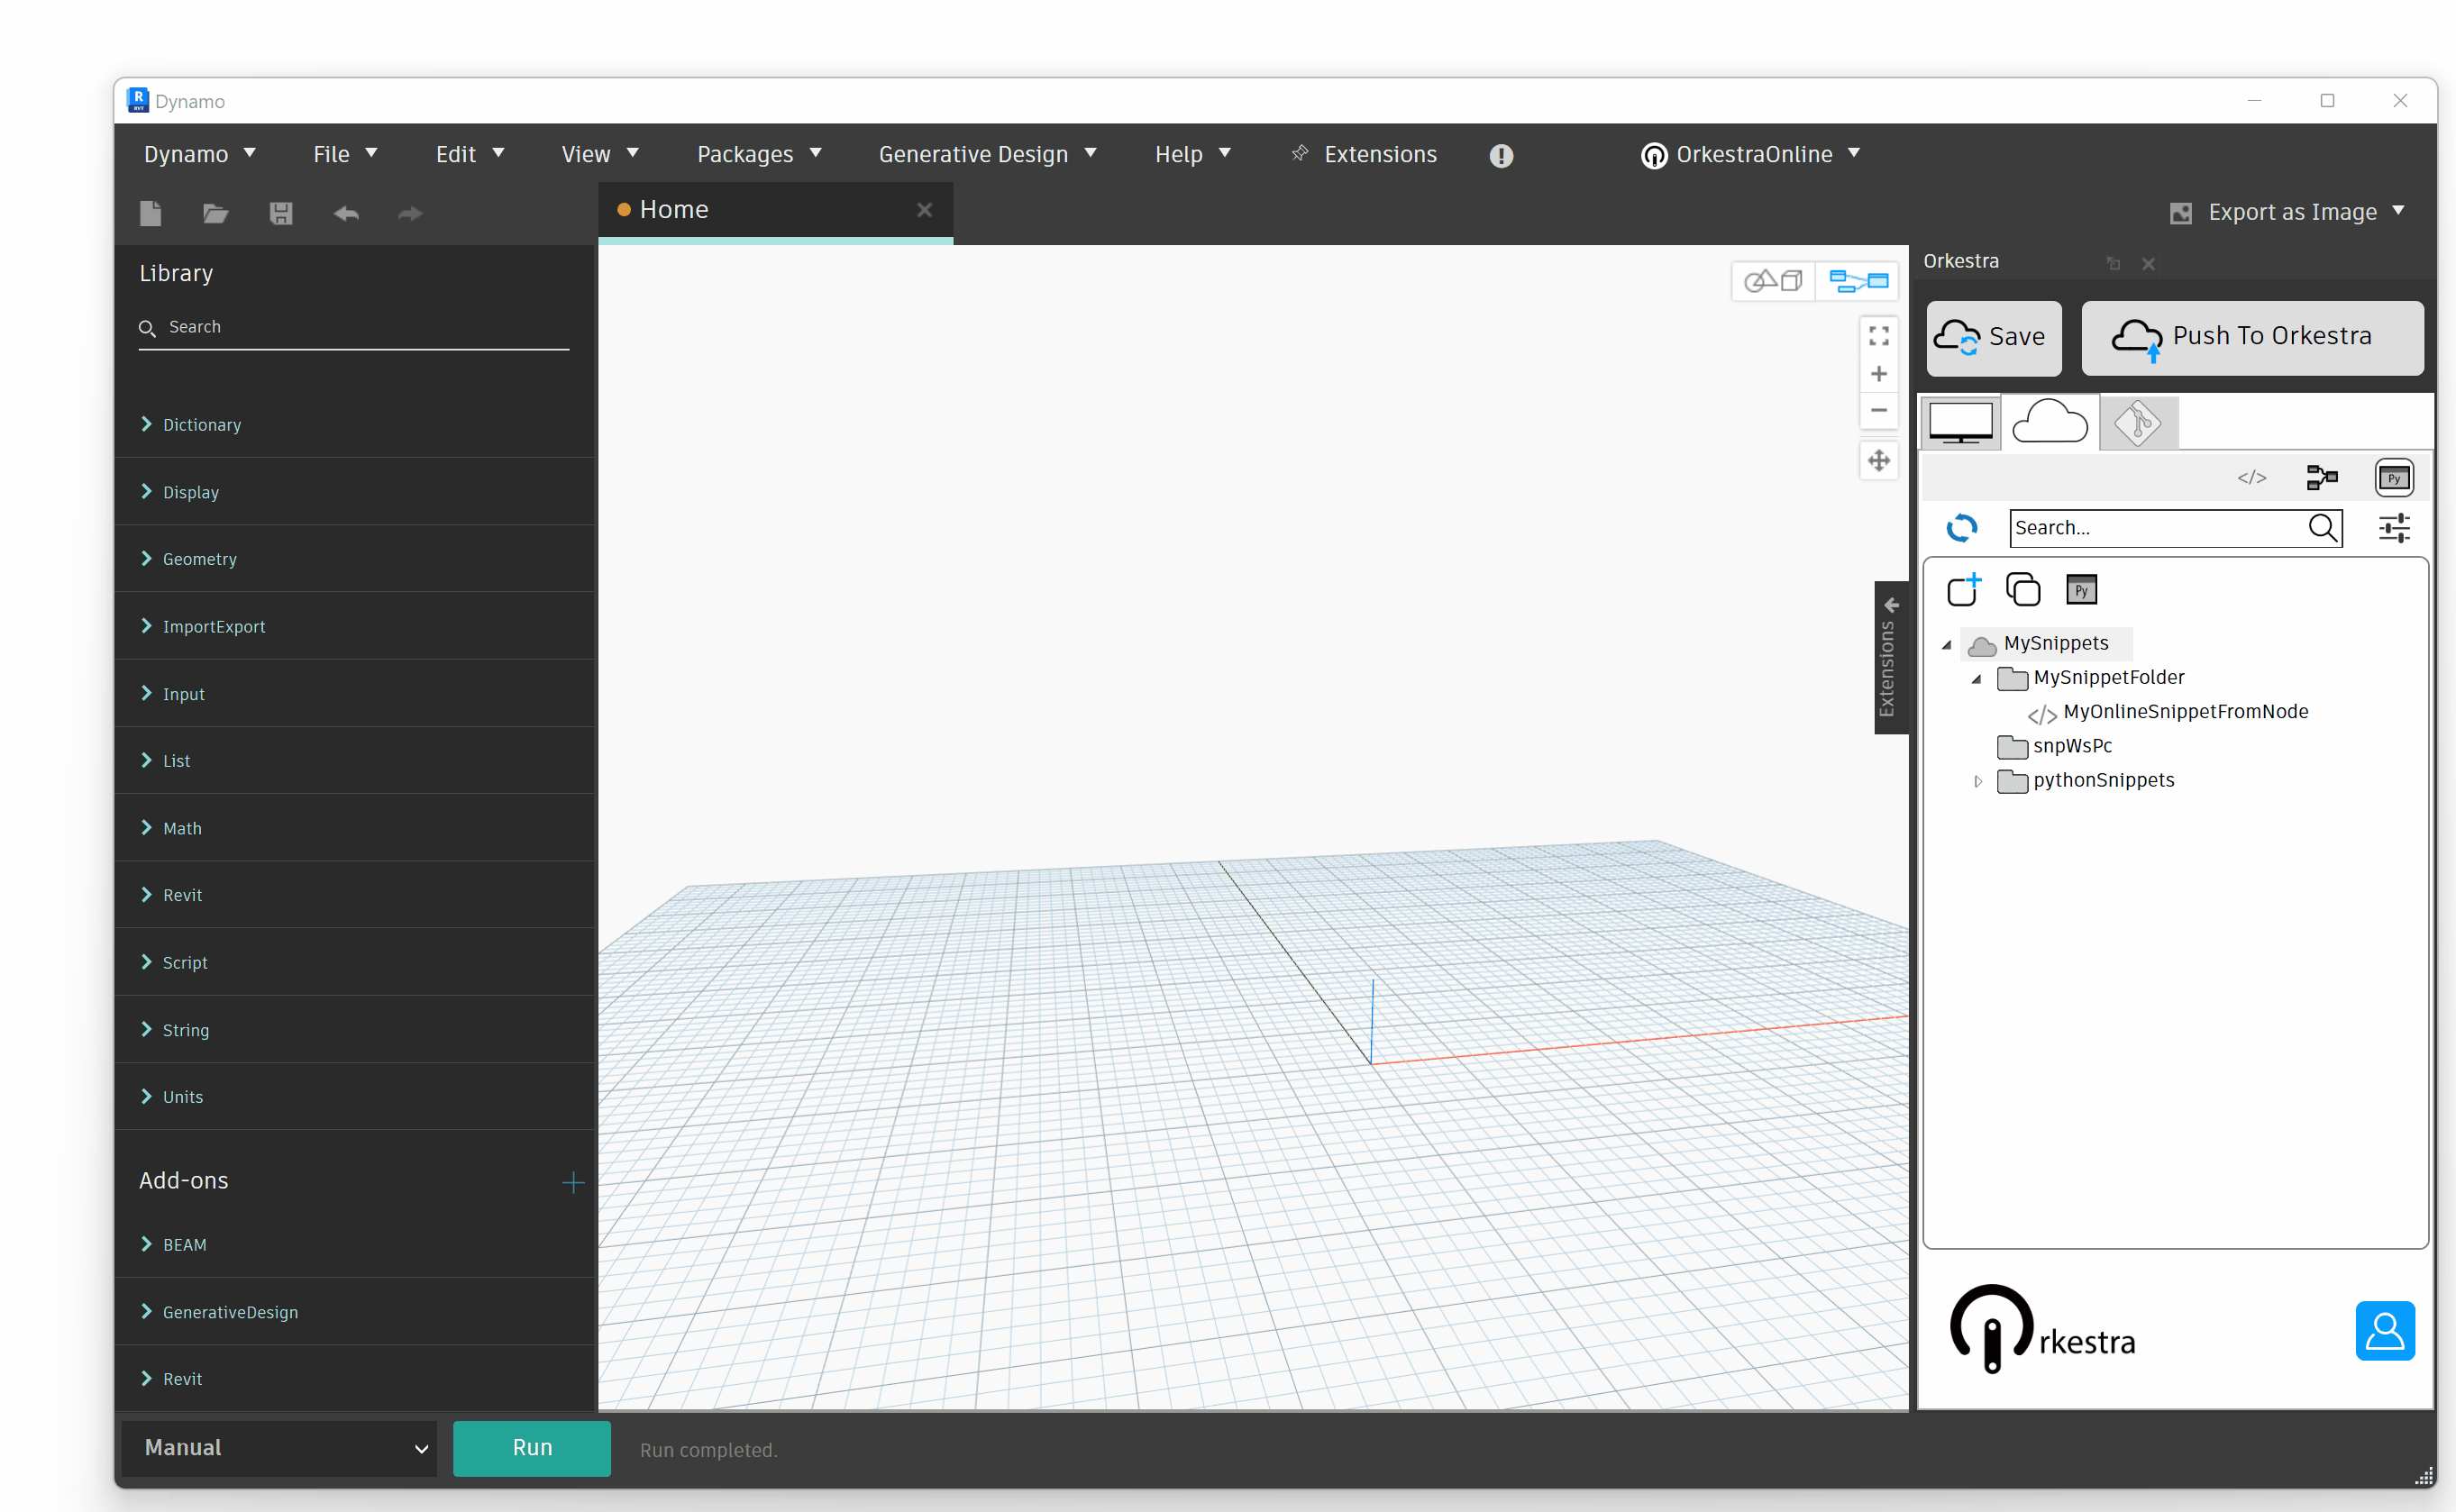 Dynamo
Dynamo File Edit View Packages Generative Design Help Extensions OrkestraOnline
Home
Export as Image
Library
Search
Dictionary
Display
Geometry
ImportExport
Input
List
Math
Revit
Script
String
Units
Add-ons
BEAM
GenerativeDesign
Revit
Manual
Run
Run completed.
Extensions
Orkestra
Save
Push To Orkestra
</>
Py
Search...
Py
MySnippets
MySnippetFolder
</> MyOnlineSnippetFromNode
snpWsPc
pythonSnippets
rkestra